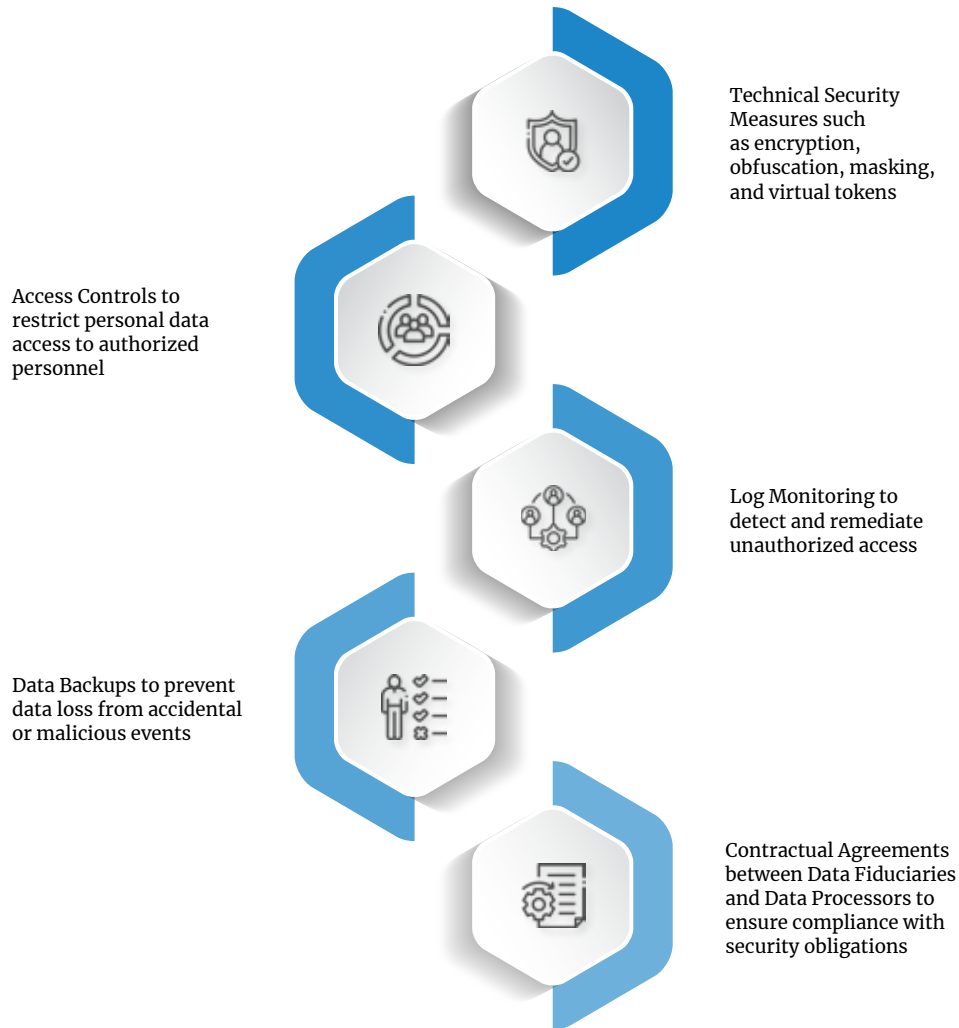 Technical Security
Measures such
as encryption,
obfuscation, masking,
and virtual tokens
Access Controls to
restrict personal data
access to authorized
personnel
Log Monitoring to
detect and remediate
unauthorized access
Data Backups to prevent
data loss from accidental
or malicious events
Contractual Agreements
between Data Fiduciaries
and Data Processors to
ensure compliance with
security obligations